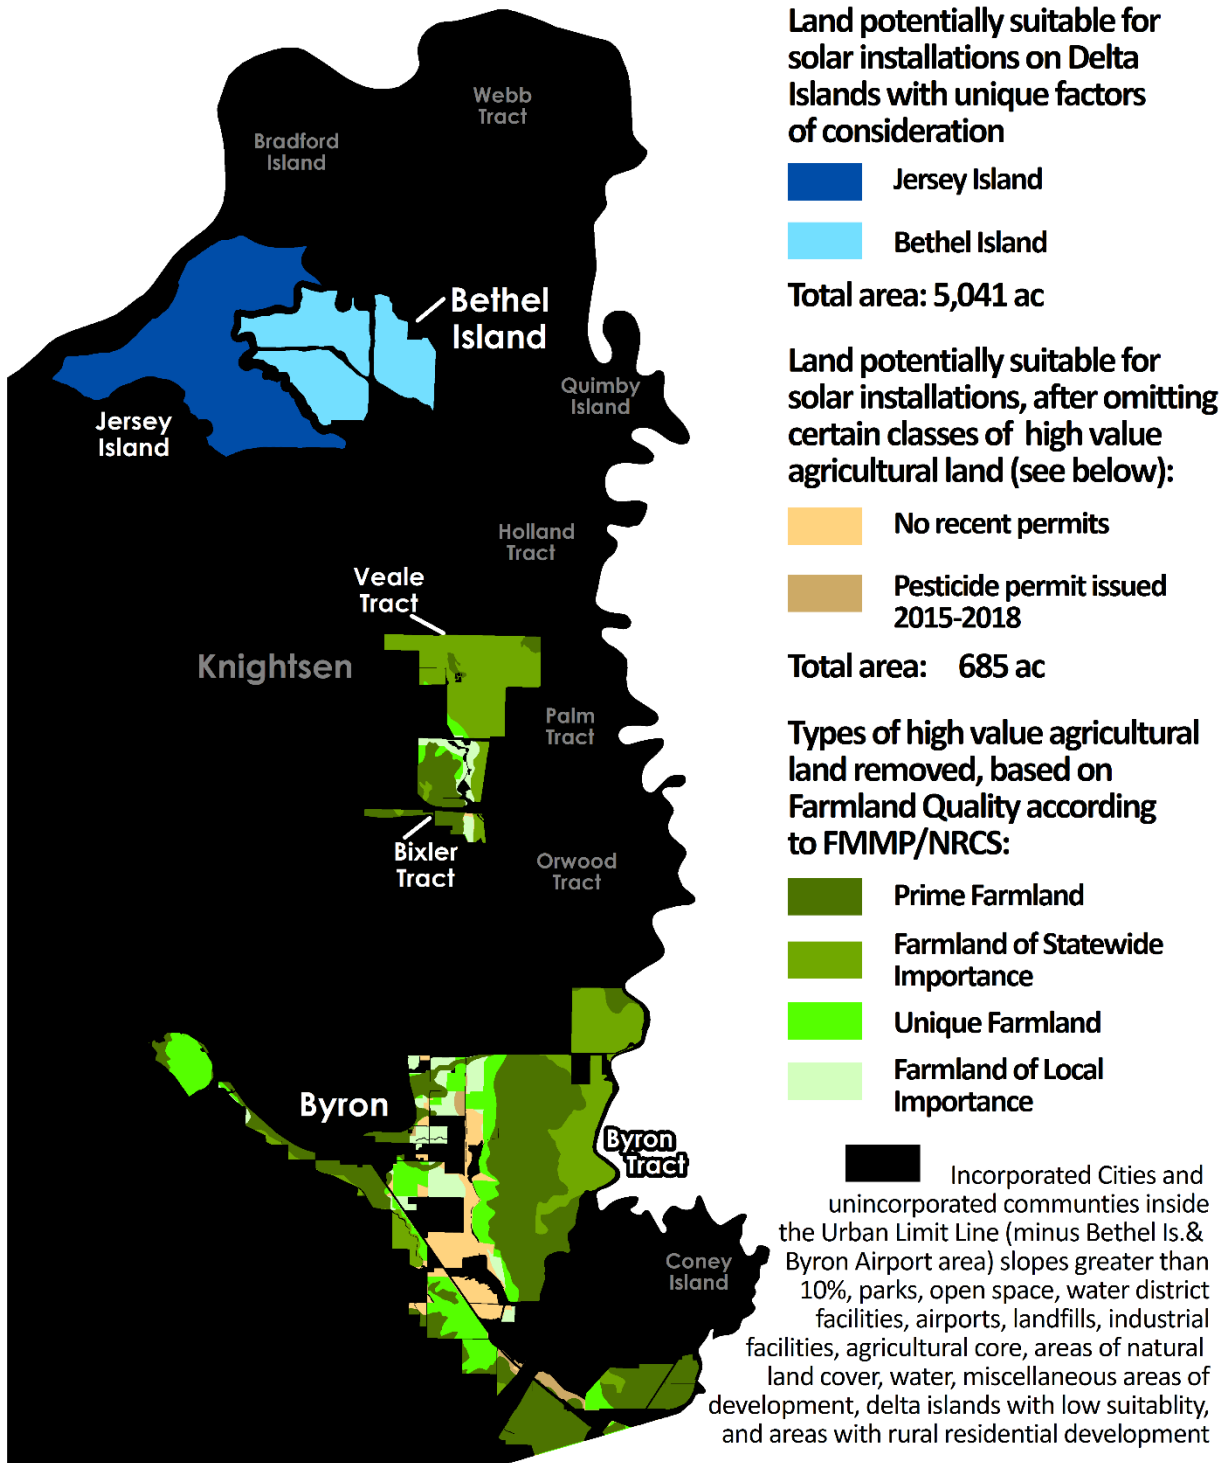 Webb
Tract
Bradford
Island
Bethel
Island
Jersey
Island
Quimby
Island
Holland
Tract
Veale
Tract
Knightsen
Palm
Tract
Bixler
Tract
Orwood
Tract
Byron
Byron
Tract
Coney
Island
Land potentially suitable for
solar installations on Delta
Islands with unique factors
of consideration
Jersey Island
Bethel Island
Total area: 5,041 ac
Land potentially suitable for
solar installations, after omitting
certain classes of high value
agricultural land (see below):
No recent permits
Pesticide permit issued
2015-2018
Total area: 685 ac
Types of high value agricultural
land removed, based on
Farmland Quality according
to FMMP/NRCS:
Prime Farmland
Farmland of Statewide
Importance
Unique Farmland
Farmland of Local
Importance
Incorporated Cities and
unincorporated communties inside
the Urban Limit Line (minus Bethel Is.&
Byron Airport area) slopes greater than
10%, parks, open space, water district
facilities, airports, landfills, industrial
facilities, agricultural core, areas of natural
land cover, water, miscellaneous areas of
development, delta islands with low suitablity,
and areas with rural residential development